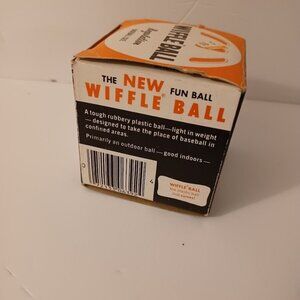 WIFFLE BALL
THE NEW FUN BALL
WIFFLE® BALL
A tough rubbery plastic ball—light in weight
—designed to take the place of baseball in
confined areas.
Primarily an outdoor ball—good indoors—
WIFFLE® BALL